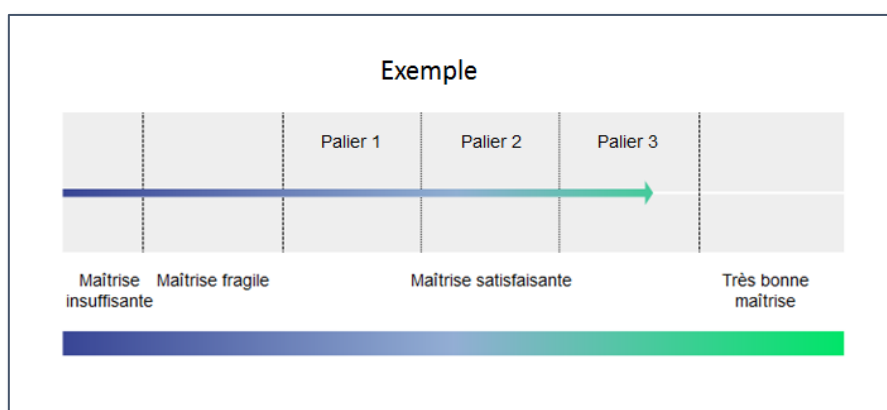 Exemple
Palier 1
Palier 2
Palier 3
Maîtrise
insuffisante
Maîtrise fragile
Maîtrise satisfaisante
Très bonne
maîtrise